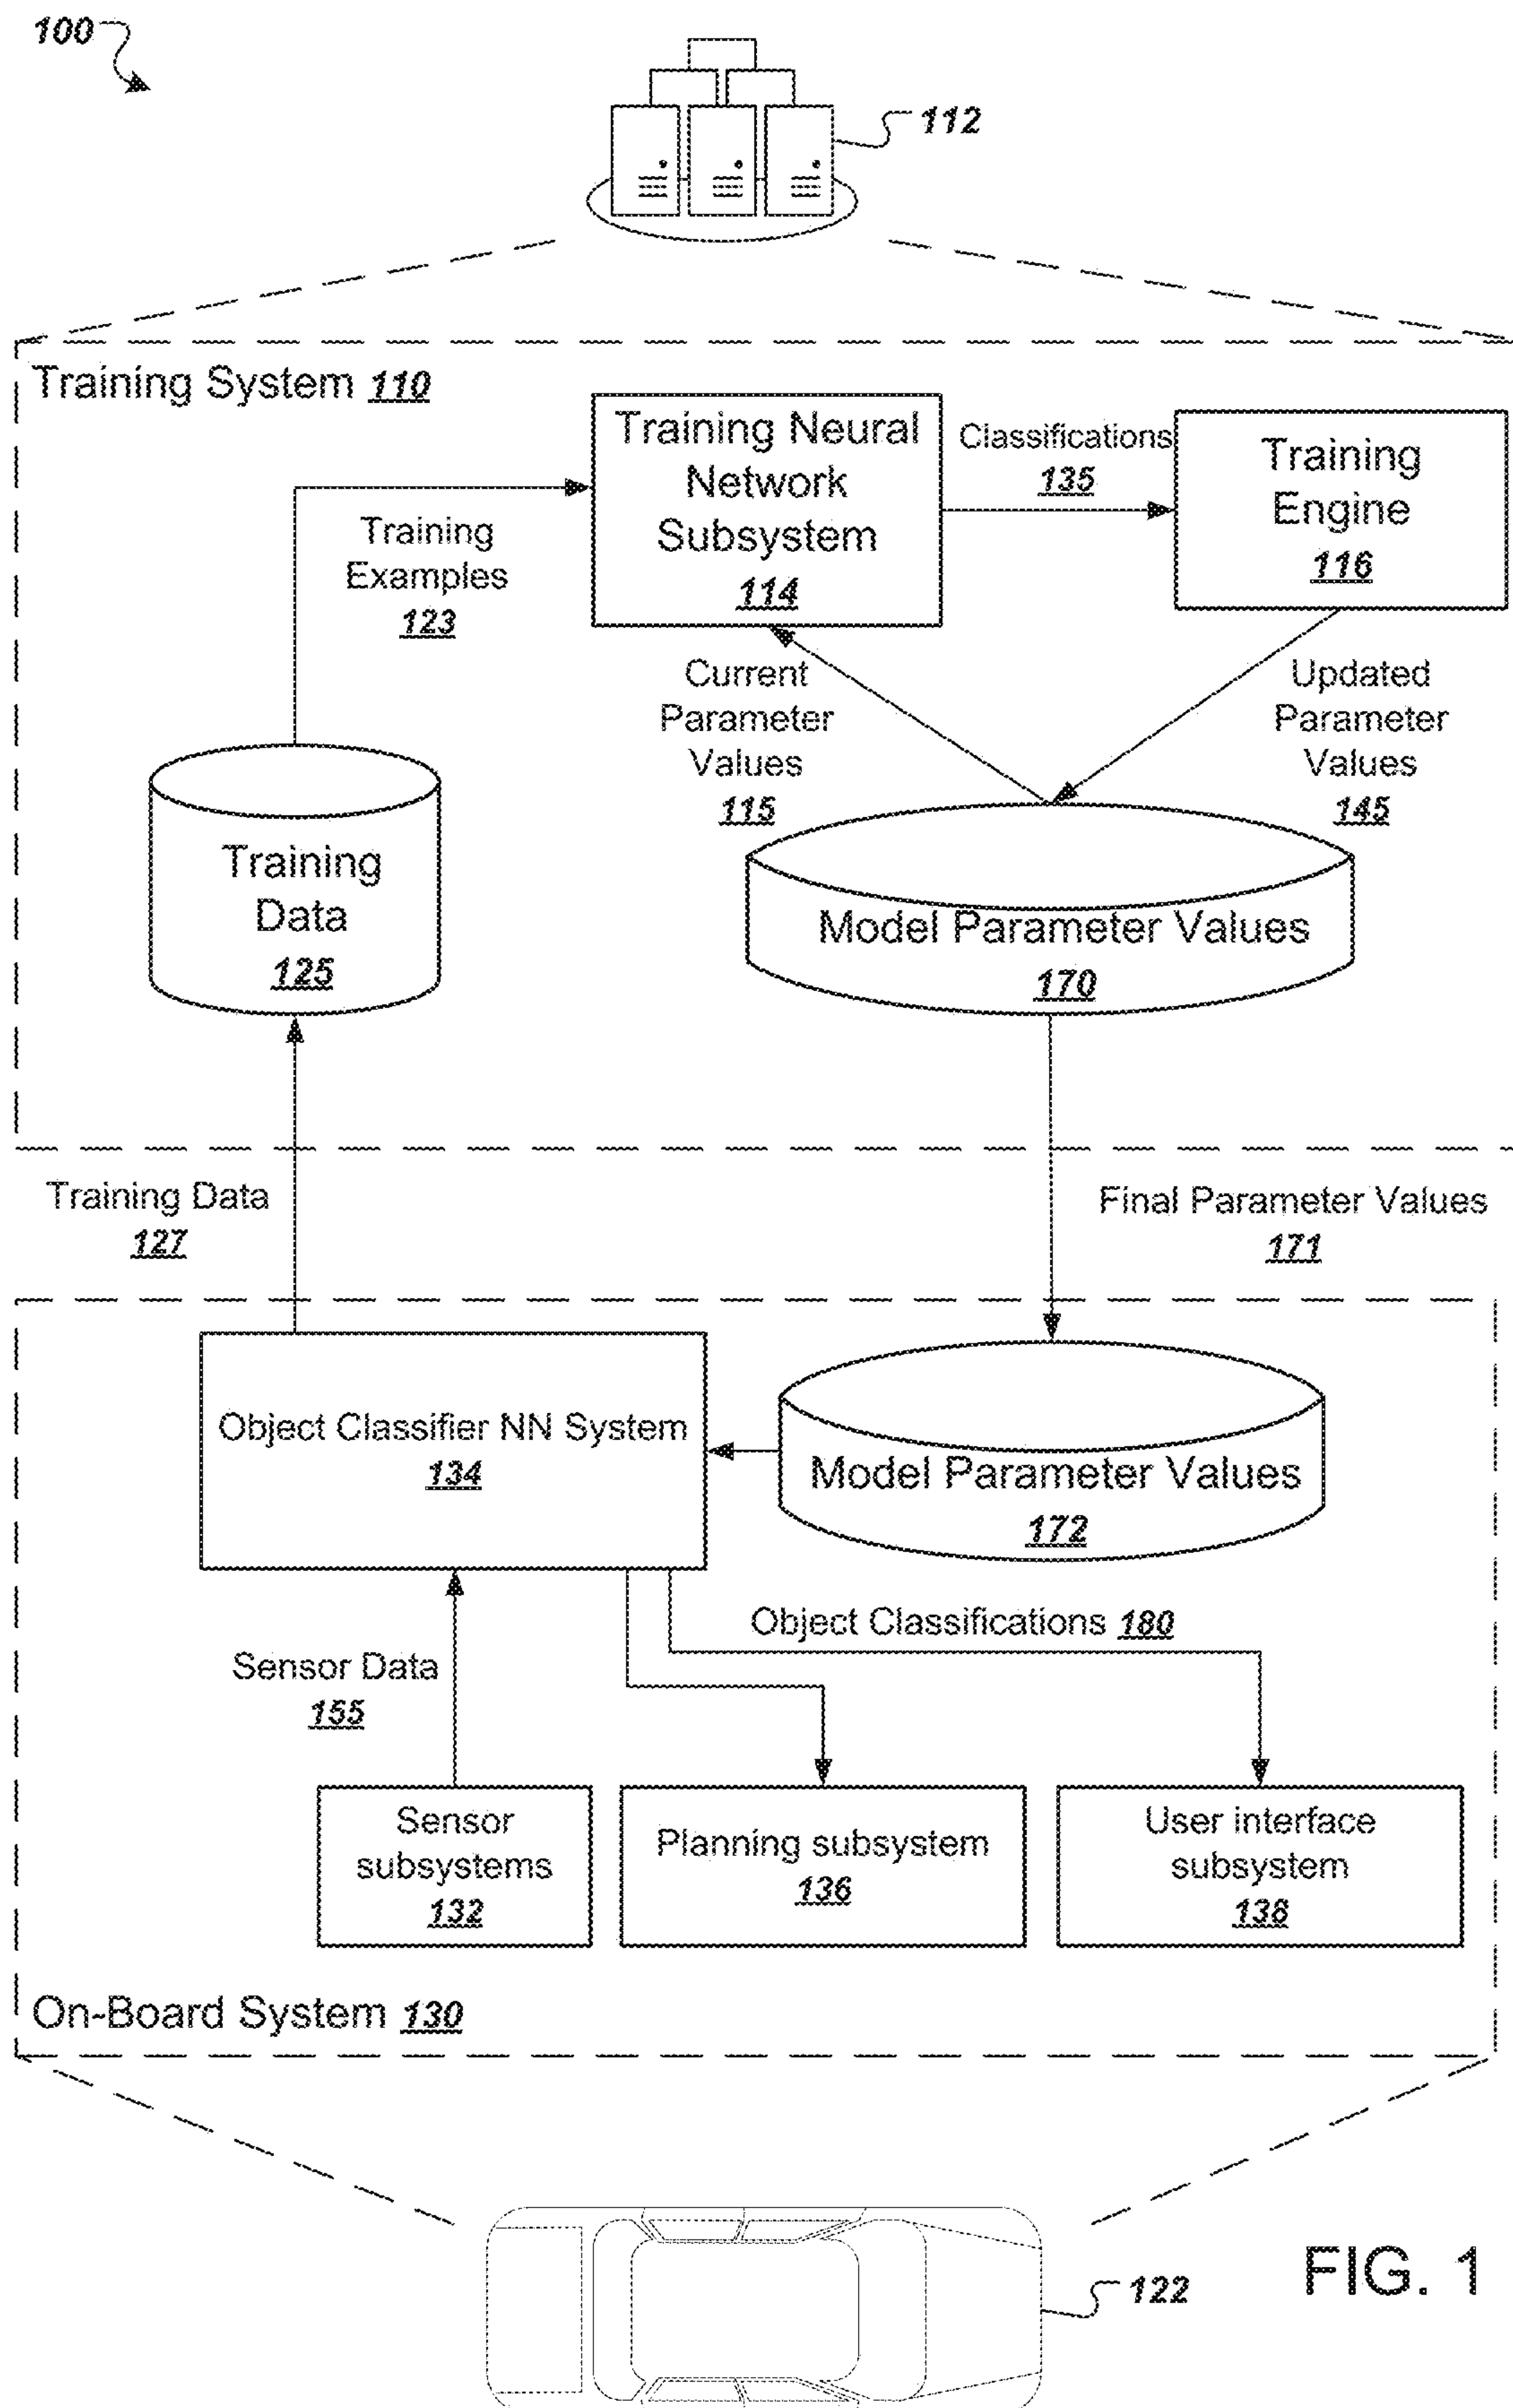 100
112
Training System 110
Training Neural
Network
Subsystem
114
Classifications
135
Training
Engine
116
Training
Examples
123
Current
Parameter
Values
115
Updated
Parameter
Values
145
Training
Data
125
Model Parameter Values
170
Training Data
127
Final Parameter Values
171
Object Classifier NN System
134
Model Parameter Values
172
Object Classifications 180
Sensor Data
155
Sensor
subsystems
132
Planning subsystem
136
User interface
subsystem
138
On-Board System 130
122
FIG. 1